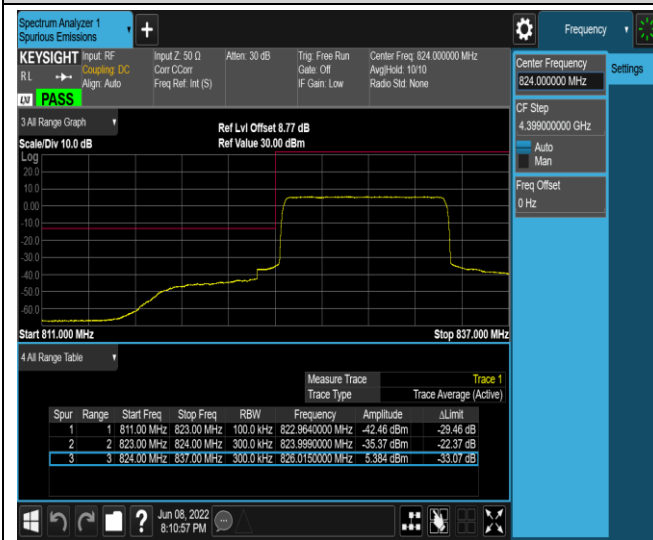 Spectrum Analyzer 1
Spurious Emissions
+
Frequency
KEYSIGHT
Input: RF
Input Z: 50 Ω
Atten: 30 dB
Trig: Free Run
Center Freq: 824.000000 MHz
R L
Coupling: DC
Corr CCorr
Gate: Off
Avg|Hold: 10/10
Align: Auto
Freq Ref: Int (S)
IF Gain: Low
Radio Std: None
LXI
PASS
Center Frequency
824.000000 MHz
Settings
CF Step
4.399000000 GHz
Auto
Man
Freq Offset
0 Hz
3 All Range Graph
Ref Lvl Offset 8.77 dB
Scale/Div 10.0 dB
Ref Value 30.00 dBm
Log
20.0
10.0
0.00
-10.0
-20.0
-30.0
-40.0
-50.0
-60.0
Start 811.000 MHz
Stop 837.000 MHz
4 All Range Table
Measure Trace Trace 1
Trace Type Trace Average (Active)
Spur Range Start Freq Stop Freq RBW Frequency Amplitude ΔLimit
1 1 811.00 MHz 823.00 MHz 100.0 kHz 822.9640000 MHz -42.46 dBm -29.46 dB
2 2 823.00 MHz 824.00 MHz 300.0 kHz 823.9990000 MHz -35.37 dBm -22.37 dB
3 3 824.00 MHz 837.00 MHz 300.0 kHz 826.0150000 MHz 5.384 dBm -33.07 dB
?
Jun 08, 2022
8:10:57 PM